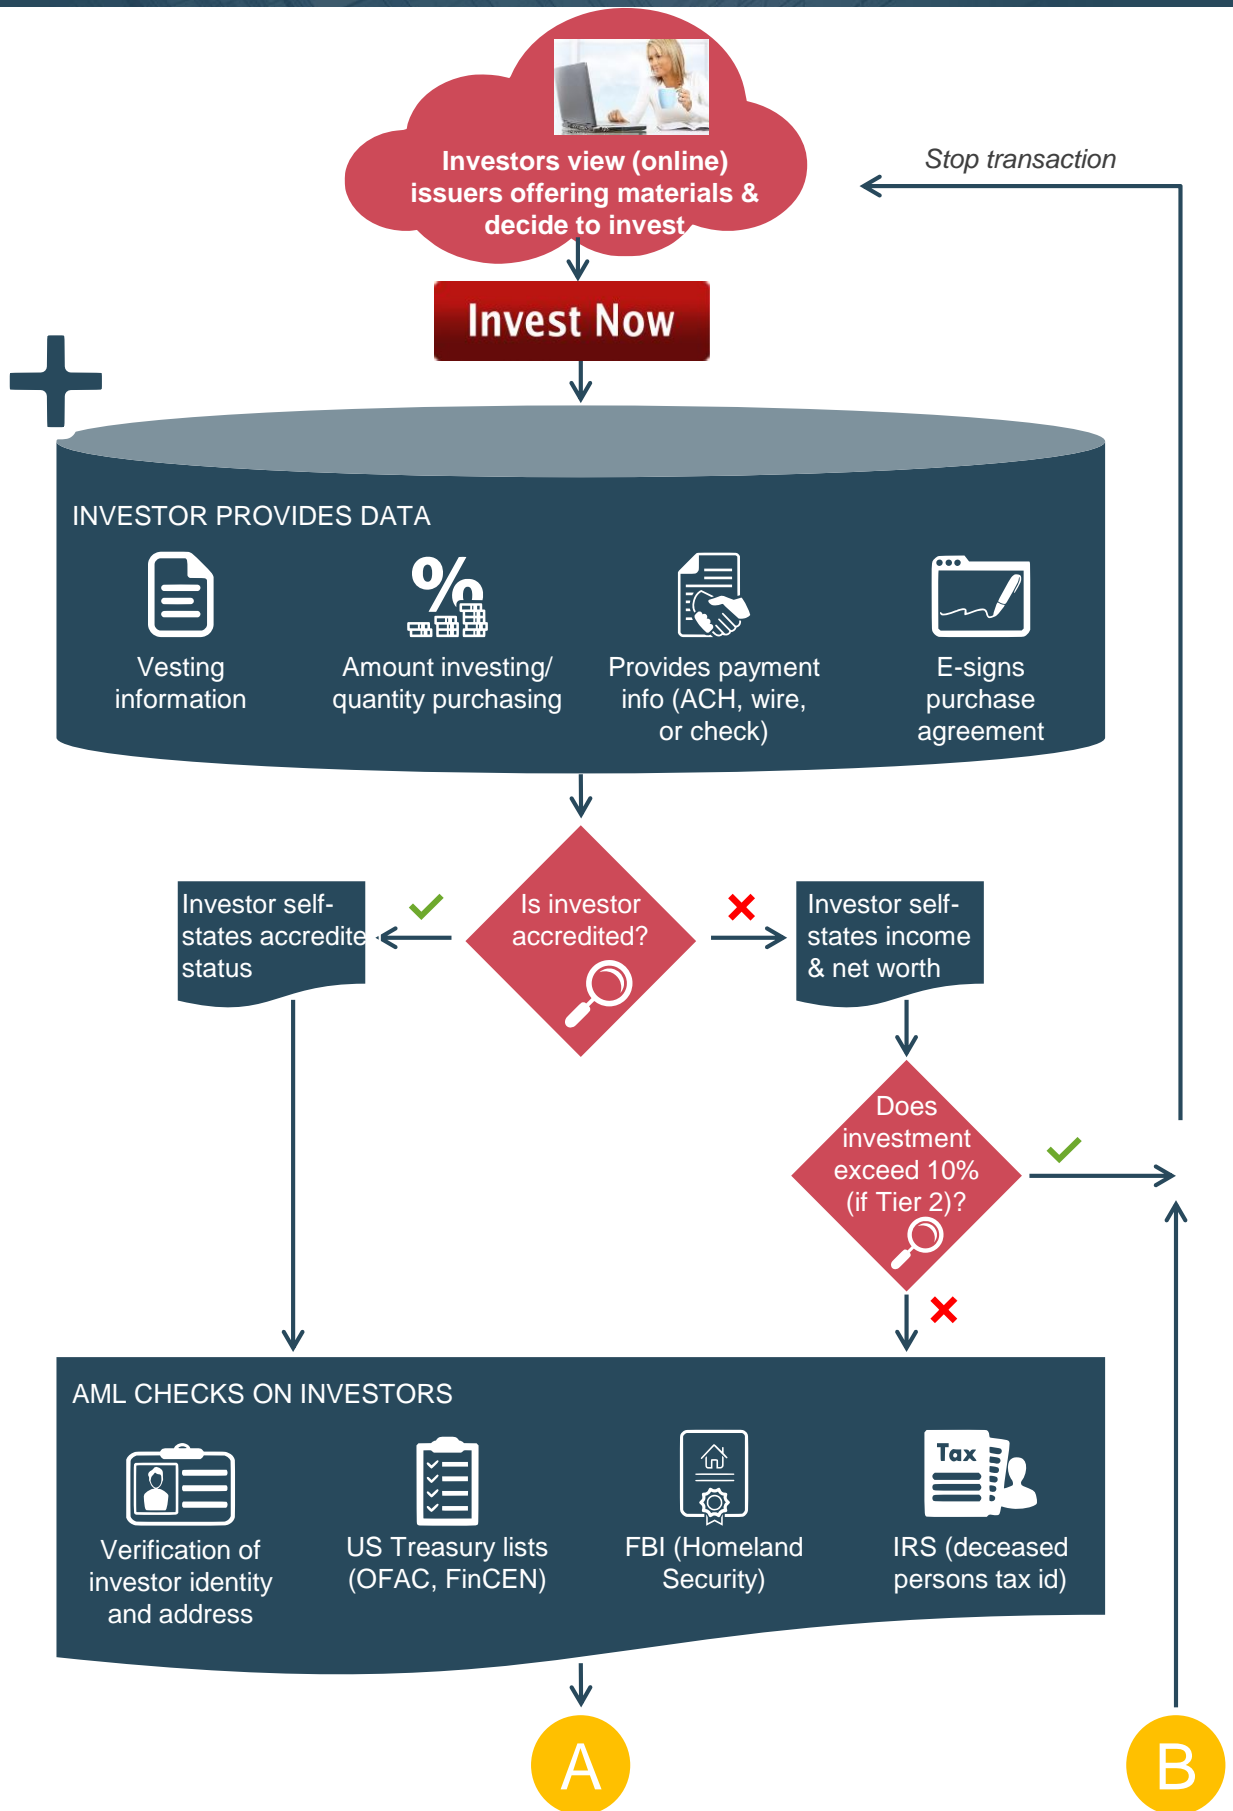 Investors view (online)
issuers offering materials &
decide to invest
Stop transaction
Invest Now
INVESTOR PROVIDES DATA
%
Vesting
information
Amount investing/
quantity purchasing
Provides payment
info (ACH, wire,
or check)
E-signs
purchase
agreement
Is investor
accredited?
Investor self-
states accredite
status
Investor self-
states income
& net worth
Does
investment
exceed 10%
(if Tier 2)?
AML CHECKS ON INVESTORS
Tax
Verification of
investor identity
and address
US Treasury lists
(OFAC, FinCEN)
FBI (Homeland
Security)
IRS (deceased
persons tax id)
A
B